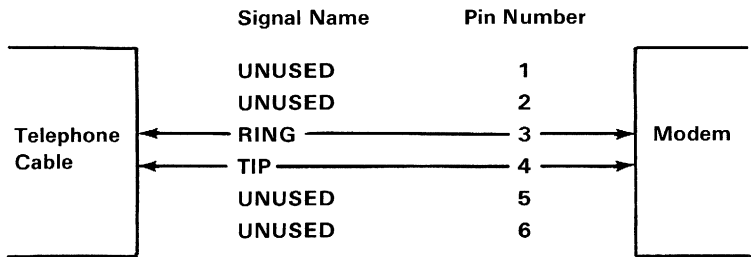 Signal Name Pin Number
UNUSED 1
UNUSED 2
Telephone Cable RING 3 Modem
TIP 4
UNUSED 5
UNUSED 6